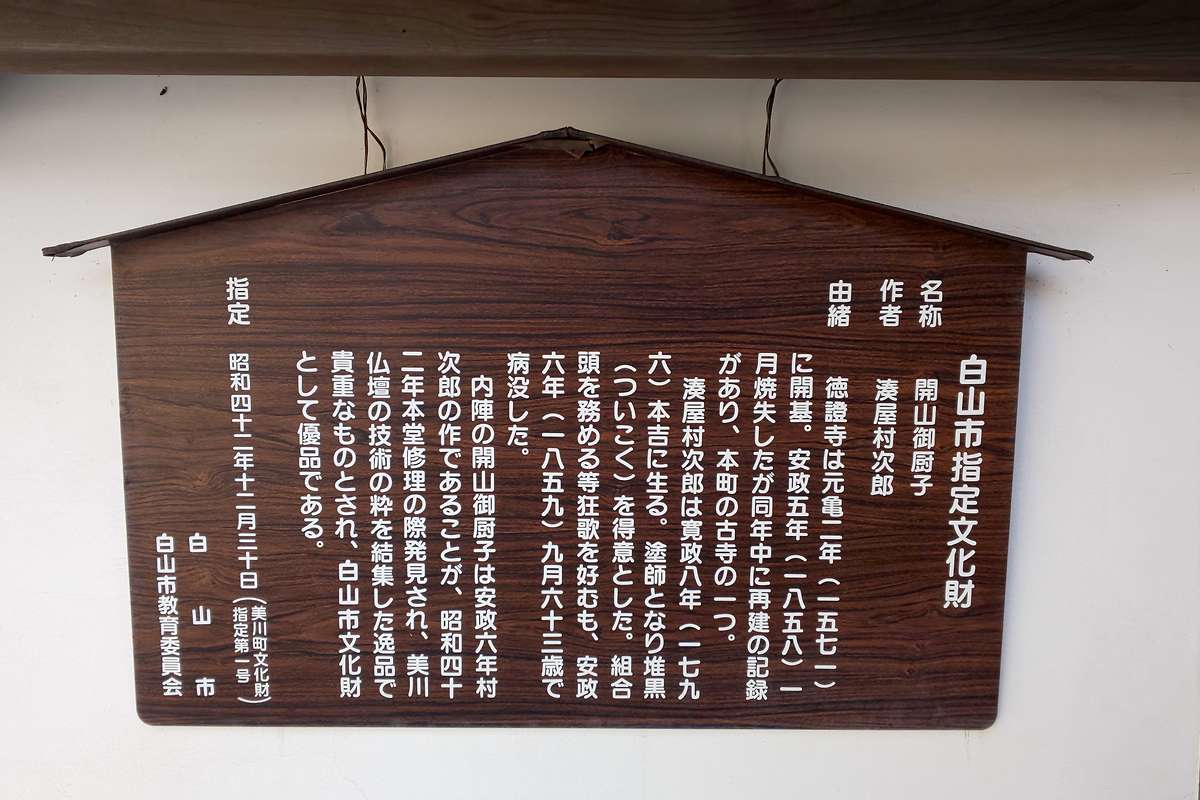 白山市指定文化財
名称　開山御厨子
作者　湊屋村次郎
由緒　徳證寺は元亀二年（一五七一）
に開基。安政五年（一八五八）一
月焼失したが同年中に再建の記録
があり、本町の古寺の一つ。
湊屋村次郎は寛政八年（一七九
六）本吉に生る。塗師となり堆黒
（ついこく）を得意とした。組合
頭を務める等狂歌を好むも、安政
六年（一八五九）九月六十三歳で
病没した。
内陣の開山御厨子は安政六年村
次郎の作であることが、昭和四十
二年本堂修理の際発見され、美川
仏壇の技術の粋を結集した逸品で
貴重なものとされ、白山市文化財
として優品である。
指定　昭和四十二年十二月三十日（美川町文化財
指定第一号）
白山市
白山市教育委員会